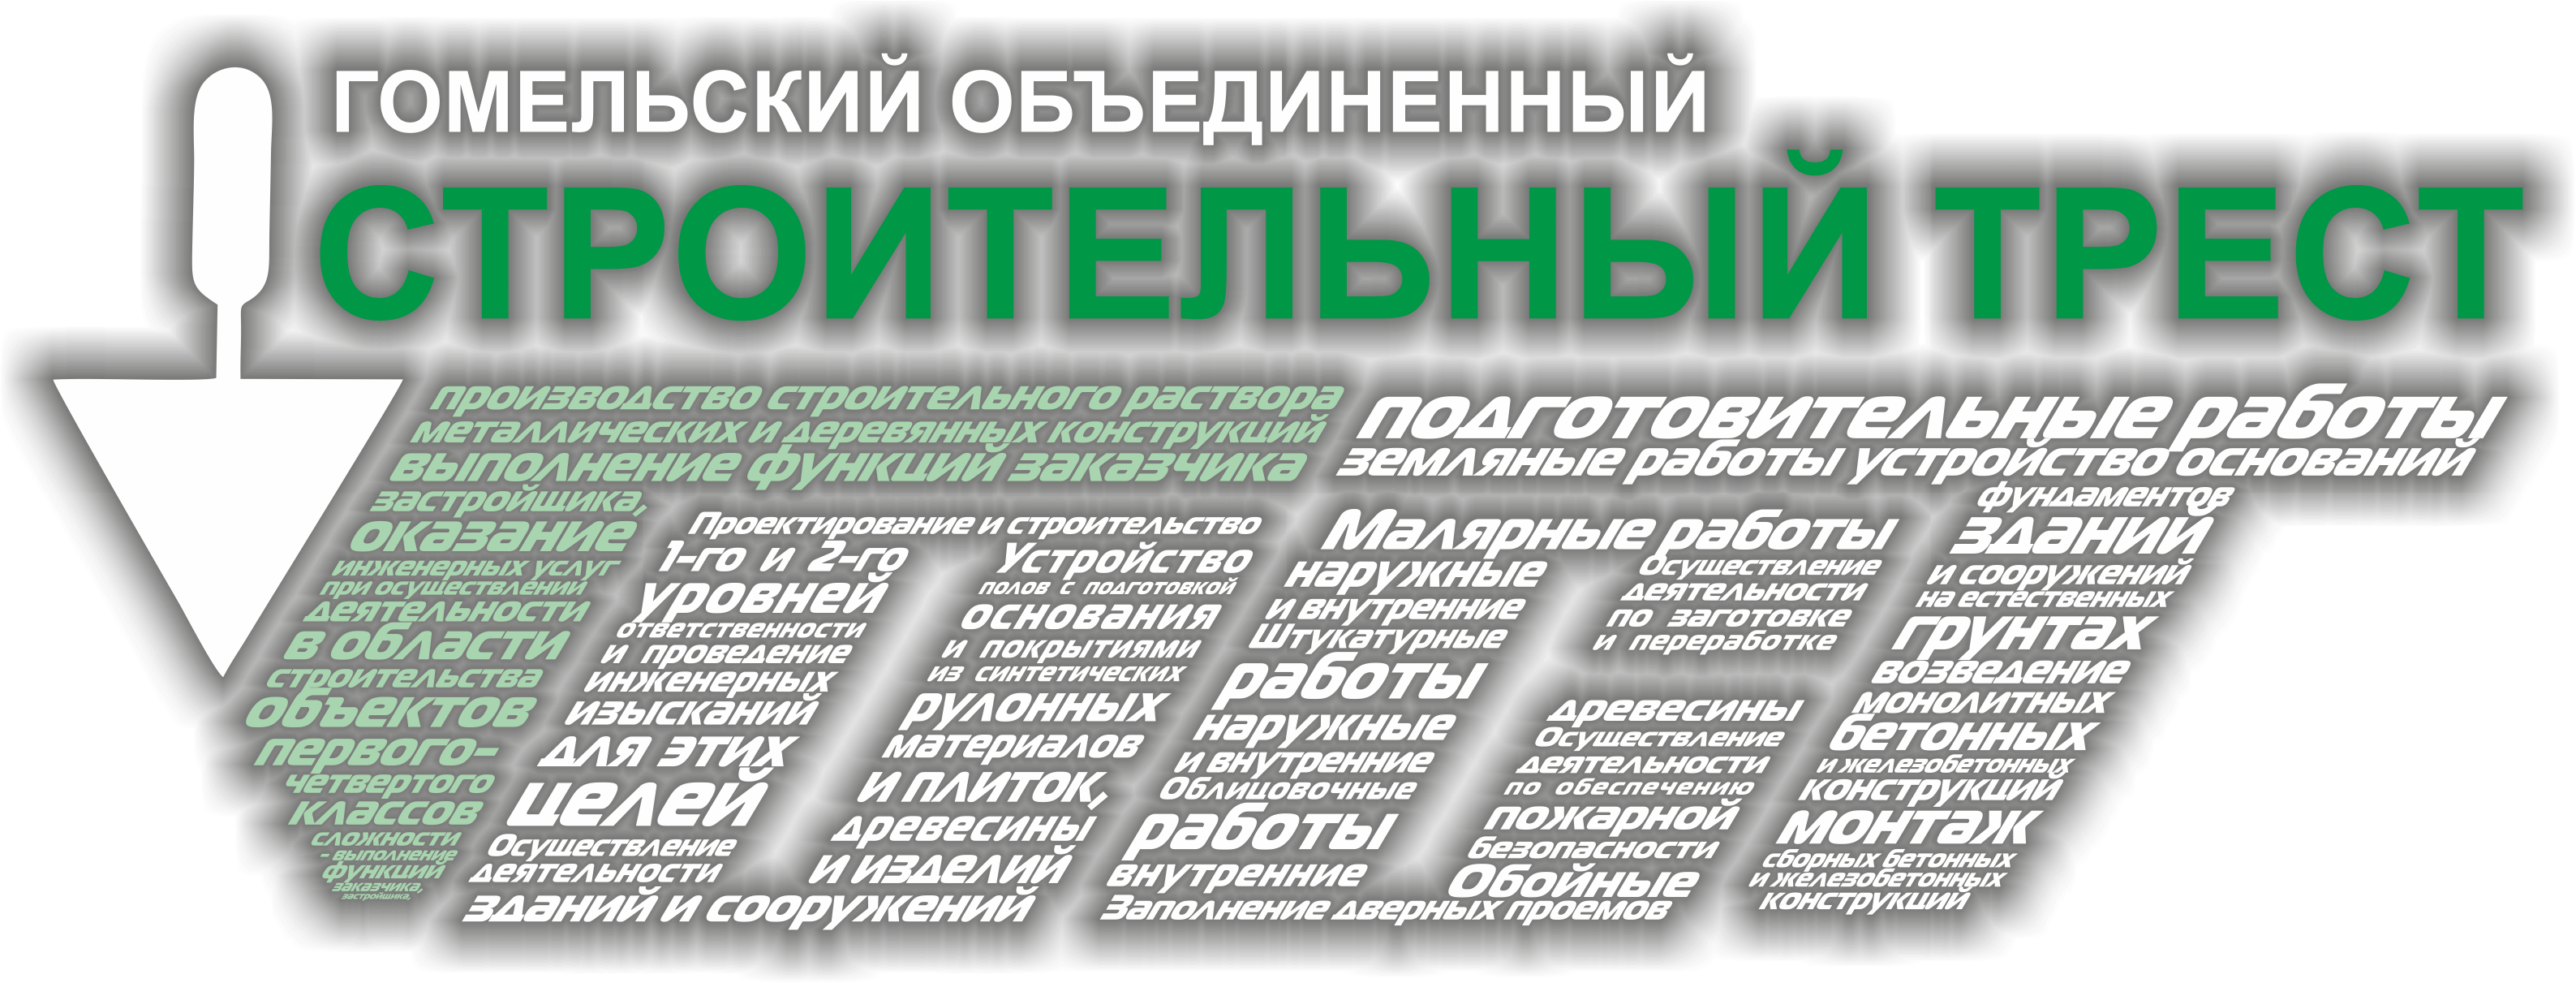 ГОМЕЛЬСКИЙ ОБЪЕДИНЕННЫЙ
СТРОИТЕЛЬНЫЙ ТРЕСТ
производство строительного раствора
металлических и деревянных конструкций
выполнение функций заказчика
застройщика,
оказание
инженерных услуг
при осуществлении
деятельности
в области
строительства
объектов
первого-
четвертого
классов
сложности
- выполнение
функций
заказчика,
застройщика,
Проектирование и строительство
1-го и 2-го
уровней
ответственности
и проведение
инженерных
изысканий
для этих
целей
Осуществление
деятельности
зданий и сооружений
Устройство
полов с подготовкой
основания
и покрытиями
из синтетических
рулонных
материалов
и плиток,
древесины
и изделий
подготовительные работы
земляные работы устройство оснований
Малярные работы
наружные
и внутренние
Штукатурные
работы
наружные
и внутренние
Облицовочные
работы
внутренние
Заполнение дверных проемов
Осуществление
деятельности
по заготовке
и переработке
древесины
Осуществление
деятельности
по обеспечению
пожарной
безопасности
Обойные
фундаментов
зданий
и сооружений
на естественных
грунтах
возведение
монолитных
бетонных
и железобетонных
конструкций
монтаж
сборных бетонных
и железобетонных
конструкций